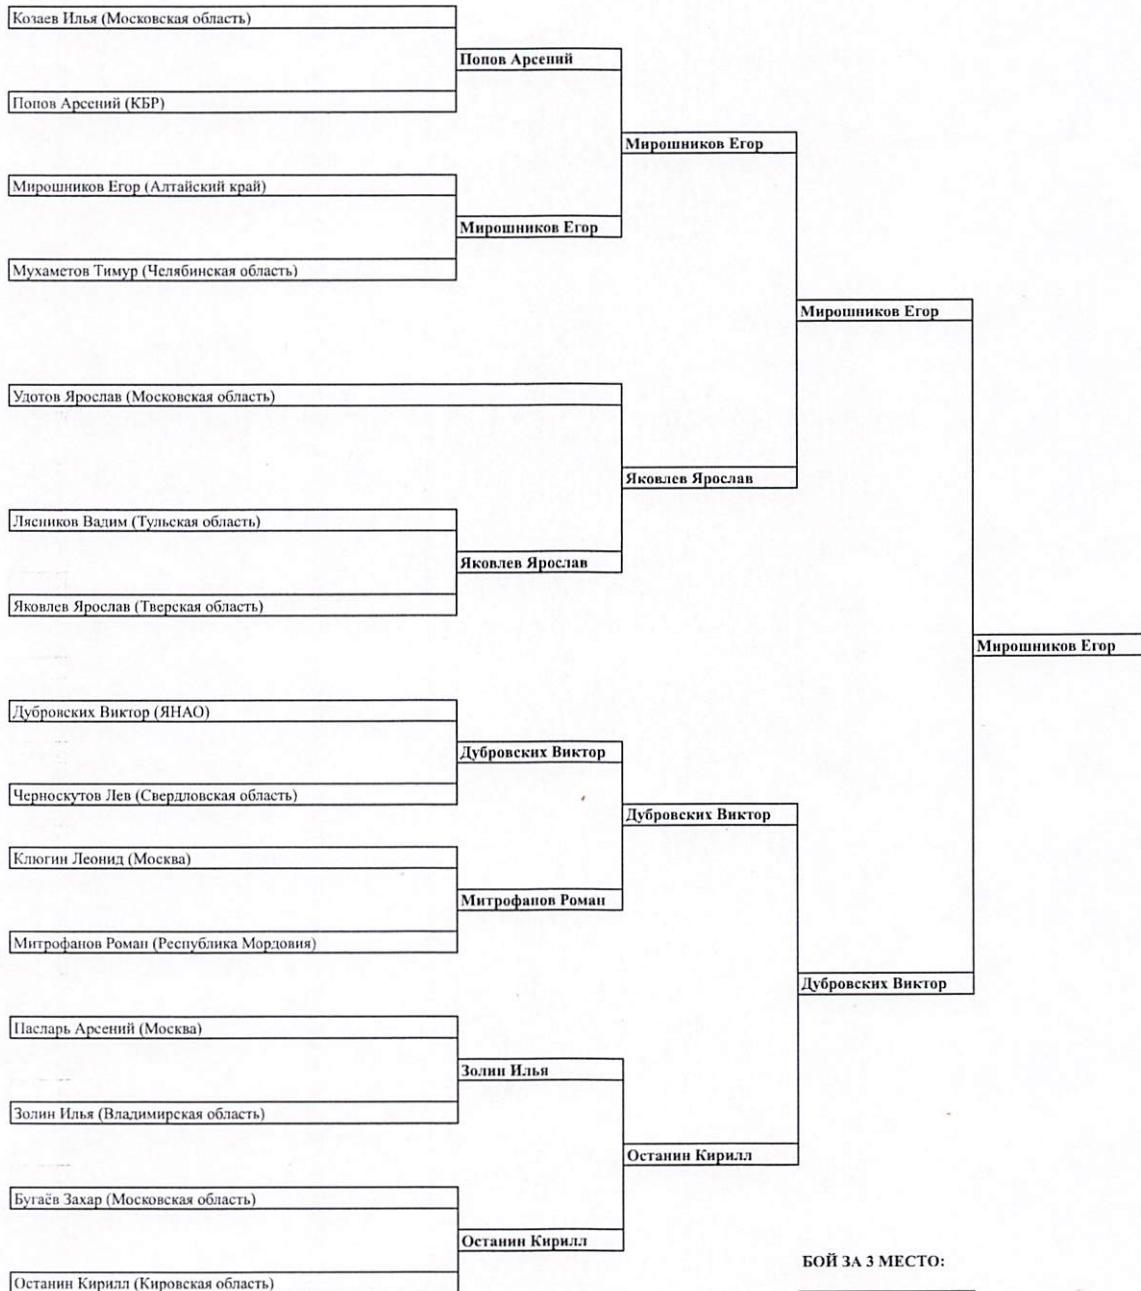 Козаев Илья (Московская область)
Попов Арсений
Попов Арсений (КБР)
Мирошников Егор
Мирошников Егор (Алтайский край)
Мирошников Егор
Мухаметов Тимур (Челябинская область)
Мирошников Егор
Удотов Ярослав (Московская область)
Яковлев Ярослав
Лясников Вадим (Тульская область)
Яковлев Ярослав
Яковлев Ярослав (Тверская область)
Мирошников Егор
Дубровских Виктор (ЯНАО)
Дубровских Виктор
Черноскутов Лев (Свердловская область)
Дубровских Виктор
Клюгин Леонид (Москва)
Митрофанов Роман
Митрофанов Роман (Республика Мордовия)
Дубровских Виктор
Пасларь Арсений (Москва)
Золин Илья
Золин Илья (Владимирская область)
Останин Кирилл
Бугаёв Захар (Московская область)
Останин Кирилл
БОЙ ЗА 3 МЕСТО:
Останин Кирилл (Кировская область)